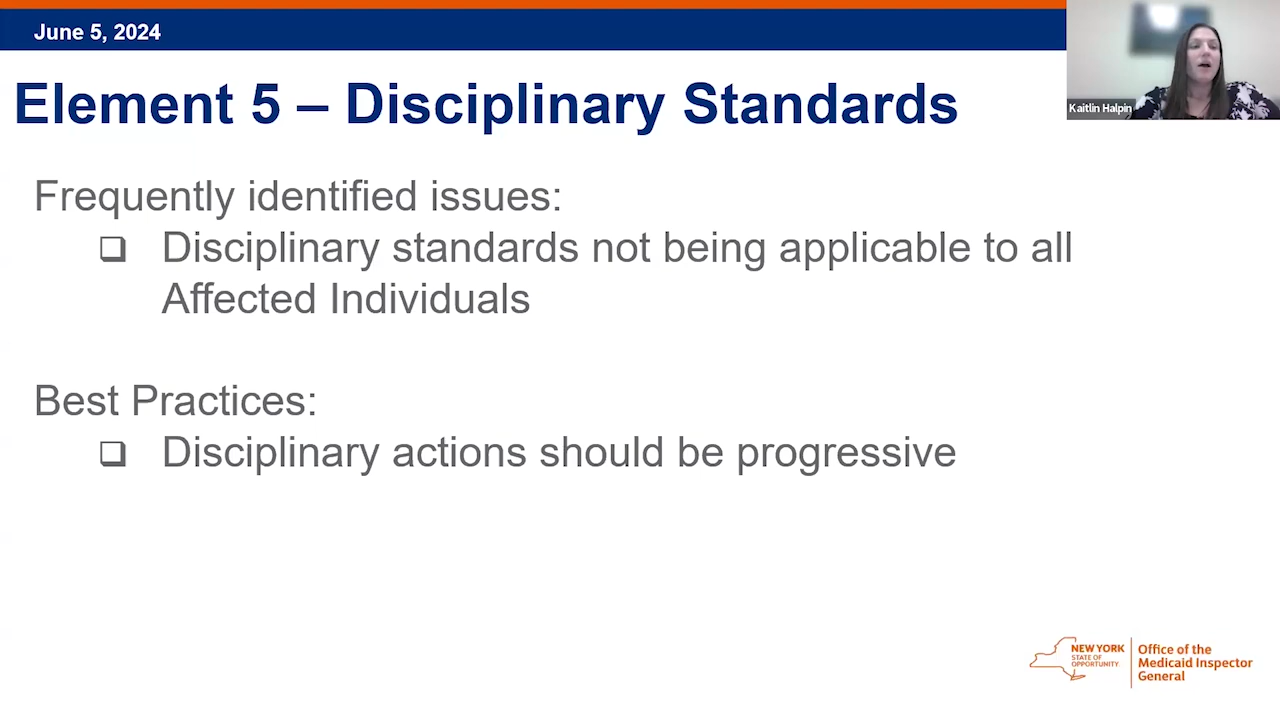 June 5, 2024
Kaitlin Halpin
Element 5 – Disciplinary Standards
Frequently identified issues:
❑ Disciplinary standards not being applicable to all
Affected Individuals
Best Practices:
❑ Disciplinary actions should be progressive
NEW YORK
STATE OF
OPPORTUNITY.
Office of the
Medicaid Inspector
General